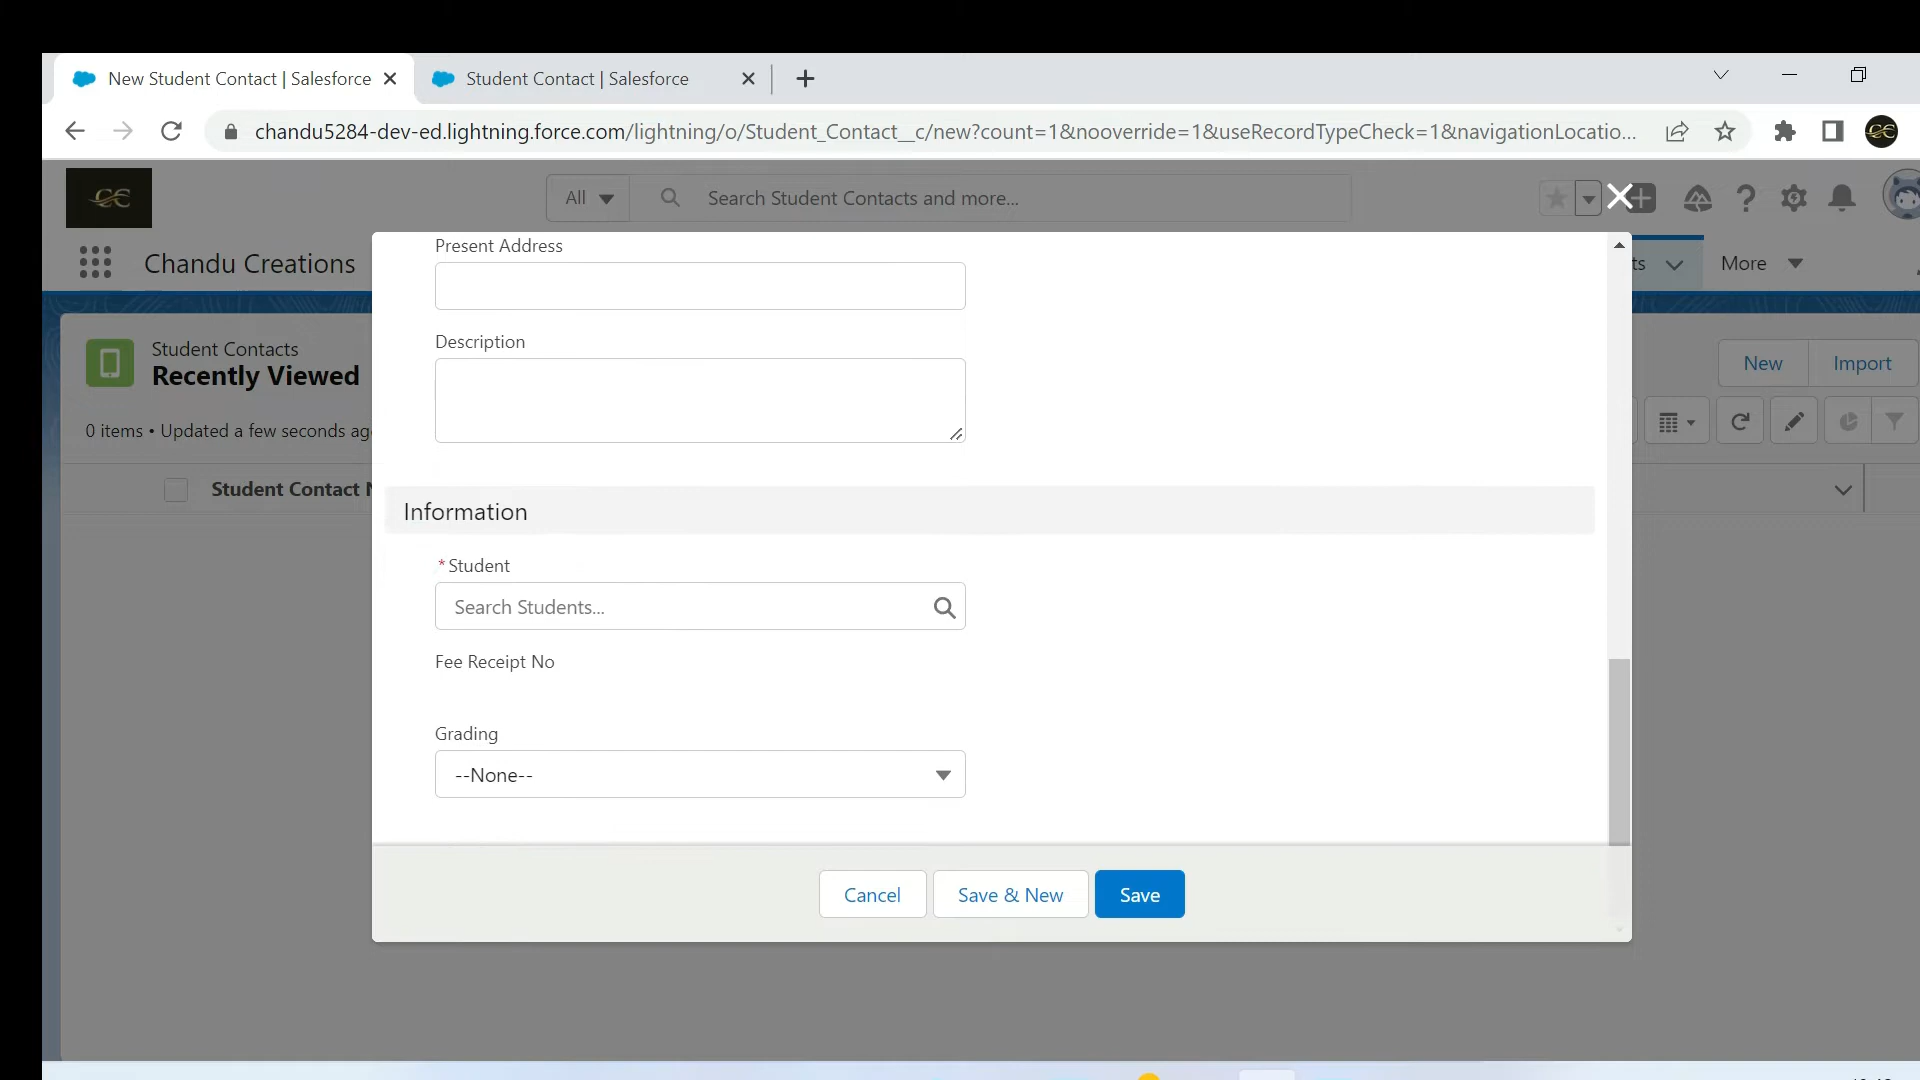 New Student Contact | Salesforce
Student Contact | Salesforce
chandu5284-dev-ed.lightning.force.com/lightning/o/Student_Contact__c/new?count=1&nooverride=1&useRecordTypeCheck=1&navigationLocatio...
All
Search Student Contacts and more...
Chandu Creations
ts
More
Present Address
Student Contacts
Recently Viewed
New
Import
Description
0 items • Updated a few seconds ag
Student Contact N
Information
*Student
Search Students...
Fee Receipt No
Grading
--None--
Cancel
Save & New
Save